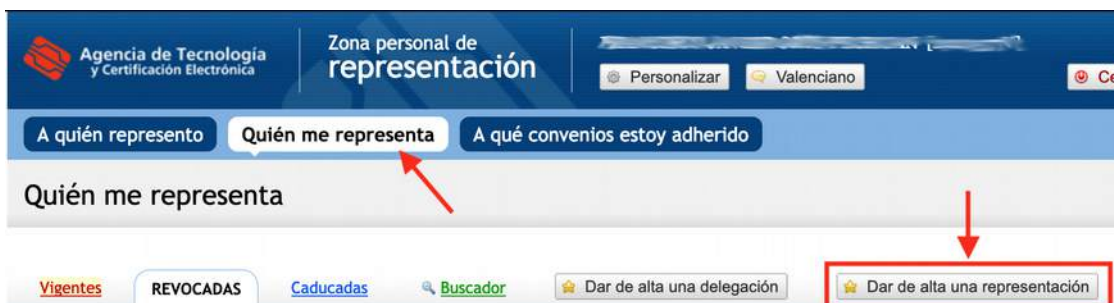 Agencia de Tecnología
y Certificación Electrónica
Zona personal de
representación
Personalizar
Valenciano
A quién represento
Quién me representa
A qué convenios estoy adherido
Quién me representa
Vigentes
REVOCADAS
Caducadas
Buscador
Dar de alta una delegación
Dar de alta una representación